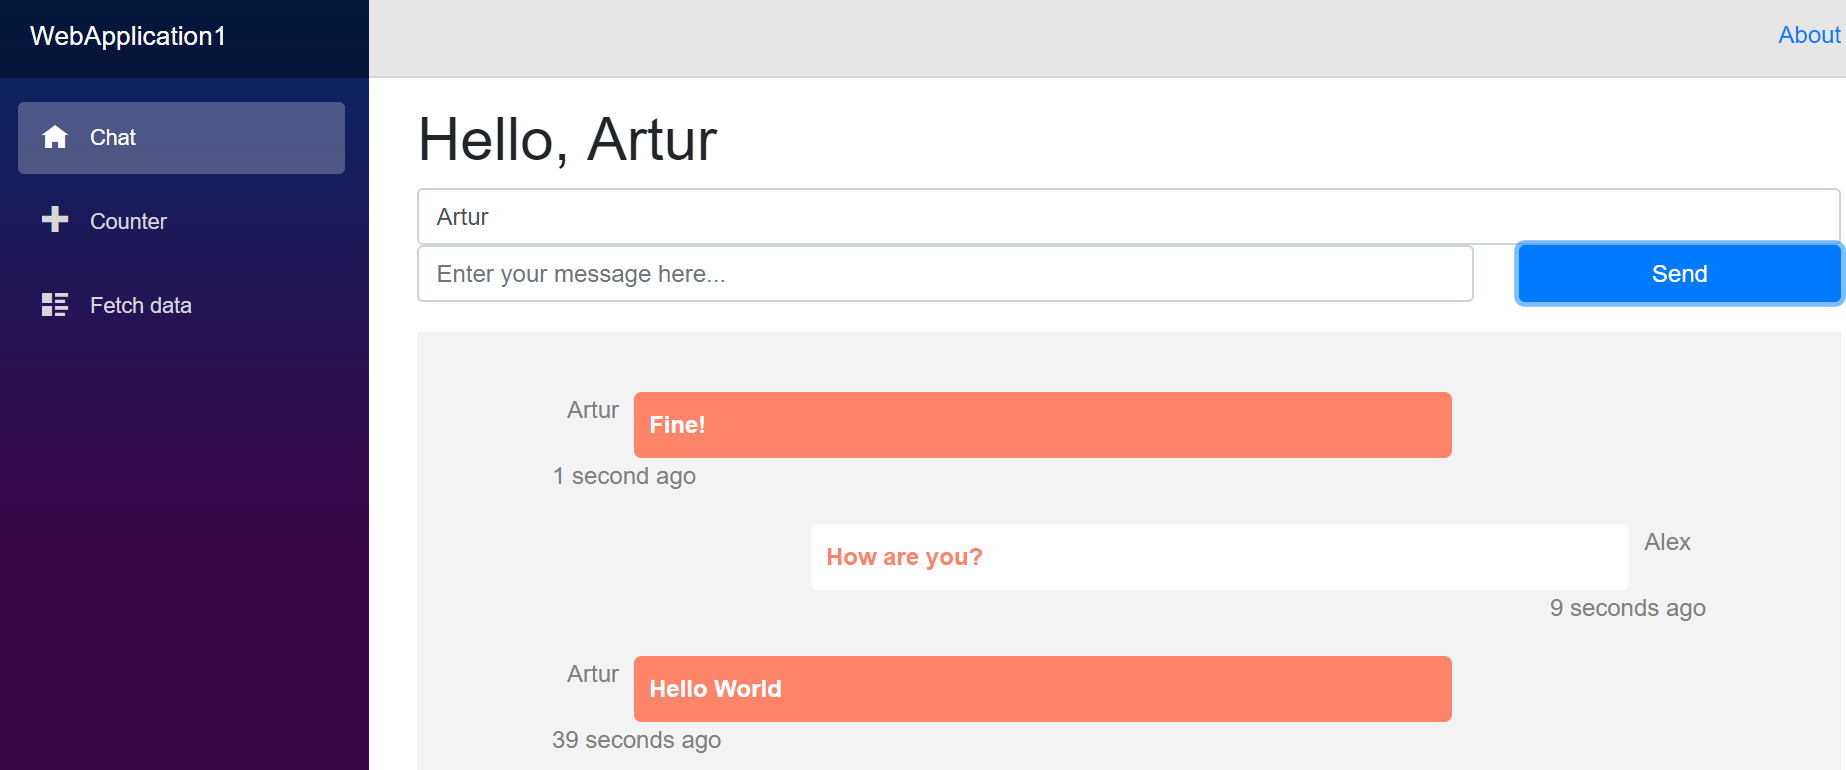 WebApplication1
About
Chat
Counter
Fetch data
Hello, Artur
Artur
Enter your message here...
Send
Artur
Fine!
1 second ago
How are you?
Alex
9 seconds ago
Artur
Hello World
39 seconds ago